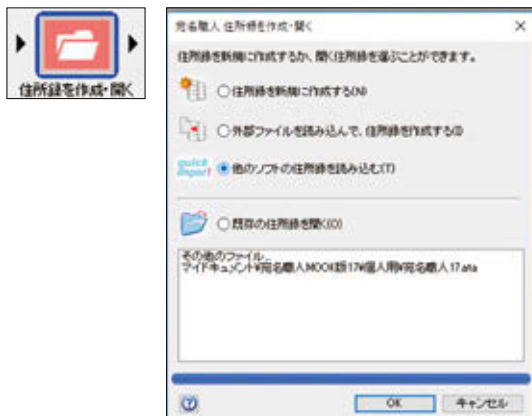 住所録を作成・開く
宛名職人 住所録を作成・開く
住所録を新規に作成するか、開く住所録を選ぶことができます。
住所録を新規に作成する(N)
外部ファイルを読み込んで、住所録を作成する(I)
quick import
他のソフトの住所録を読み込む(T)
既存の住所録を開く(O)
その他のファイル...
マイドキュメント¥宛名職人MOOK版17¥個人用¥宛名職人17.ata
OK
キャンセル